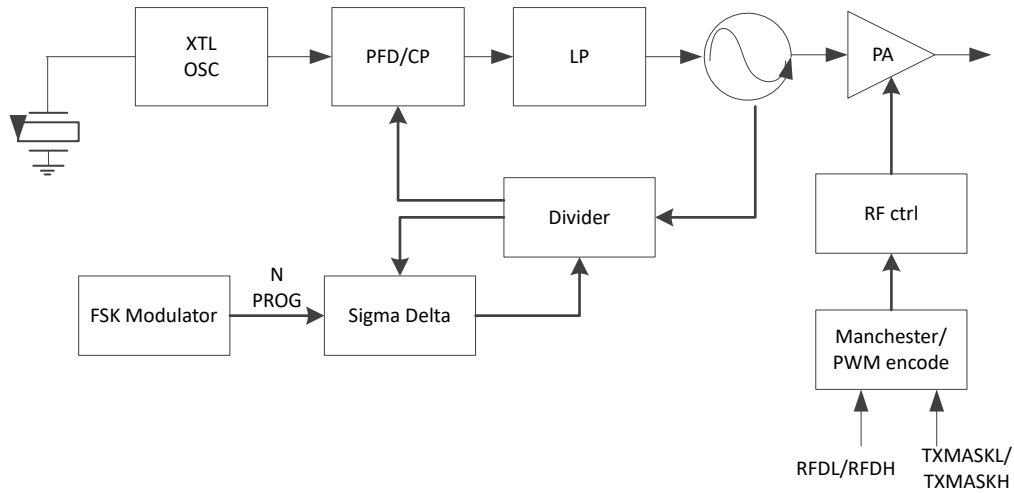 XTL
OSC
PFD/CP
LP
PA
Divider
RF ctrl
N
PROG
FSK Modulator
Sigma Delta
Manchester/
PWM encode
RFDL/RFDH
TXMASKL/
TXMASKH